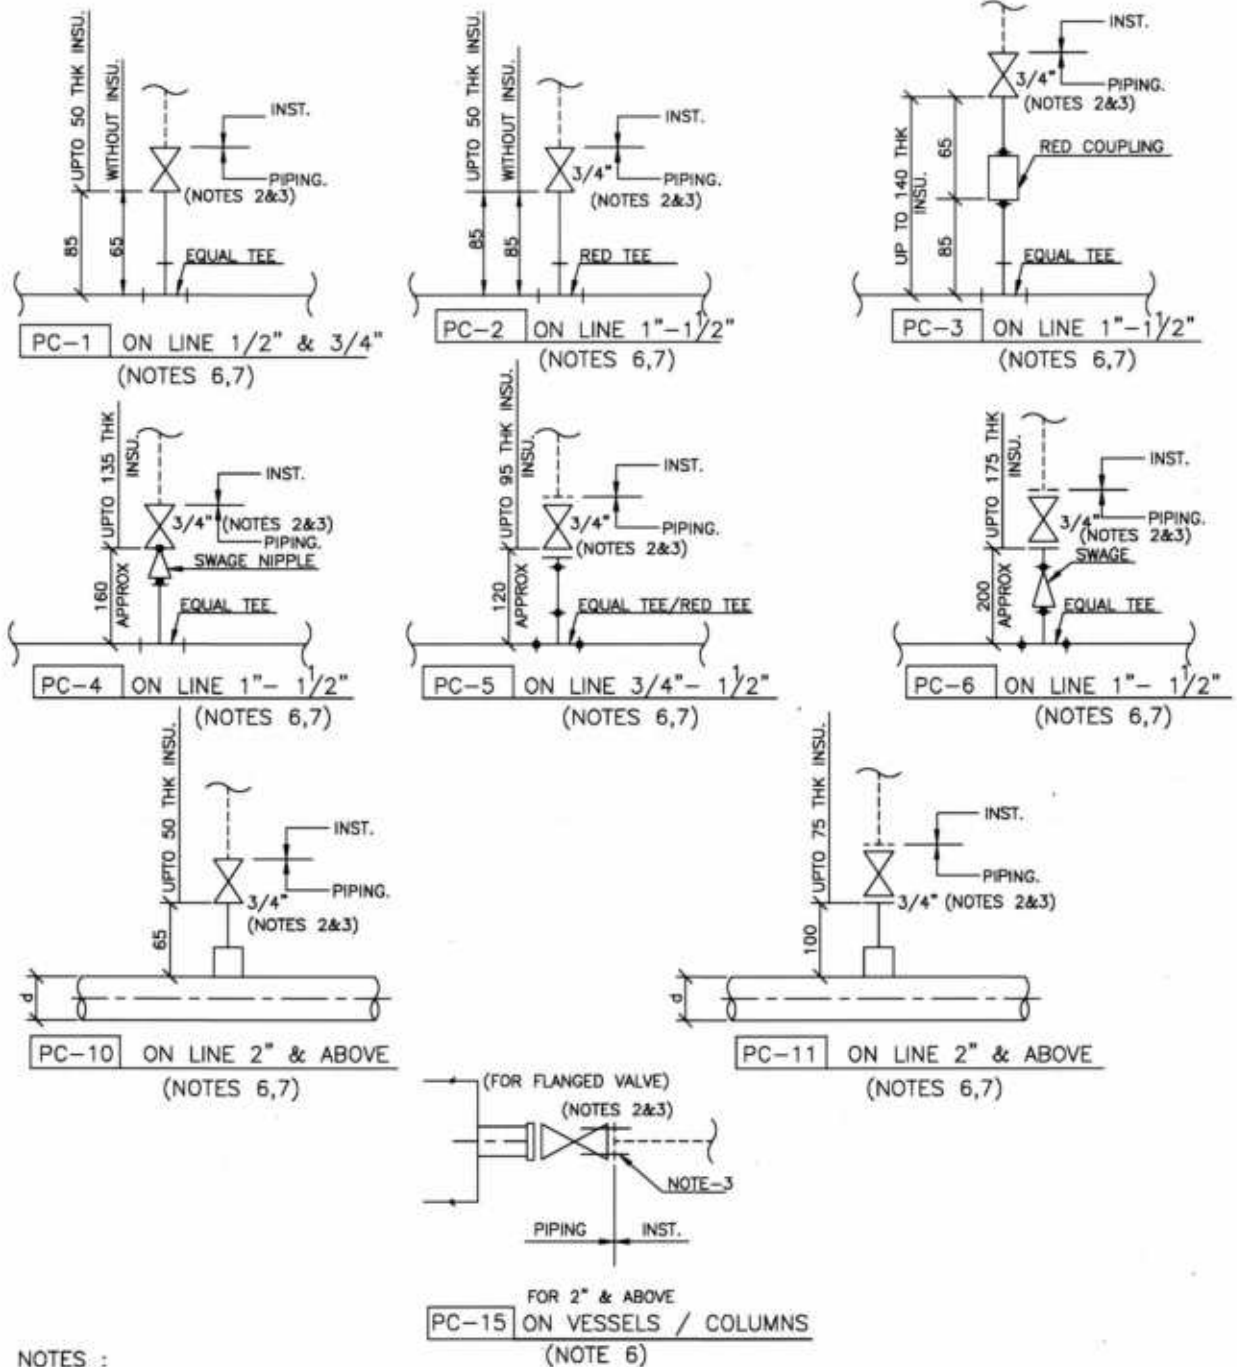 UPTO 50 THK INSU.
WITHOUT INSU.
INST.
PIPING.
(NOTES 2&3)
85
65
EQUAL TEE
PC-1 ON LINE 1/2" & 3/4"
(NOTES 6,7)
UPTO 50 THK INSU.
WITHOUT INSU.
INST.
3/4"
PIPING.
(NOTES 2&3)
85
85
RED TEE
PC-2 ON LINE 1"-1 1/2"
(NOTES 6,7)
INST.
3/4"
PIPING.
(NOTES 2&3)
UP TO 140 THK
INSU.
65
RED COUPLING
85
EQUAL TEE
PC-3 ON LINE 1"-1 1/2"
(NOTES 6,7)
UPTO 135 THK
INSU.
INST.
3/4" (NOTES 2&3)
PIPING.
SWAGE NIPPLE
160
APPROX
EQUAL TEE
PC-4 ON LINE 1"- 1 1/2"
(NOTES 6,7)
UPTO 95 THK INSU.
INSU.
INST.
3/4"
PIPING.
(NOTES 2&3)
120
APPROX
EQUAL TEE/RED TEE
PC-5 ON LINE 3/4"- 1 1/2"
(NOTES 6,7)
UPTO 175 THK
INSU.
INST.
3/4"
PIPING.
(NOTES 2&3)
SWAGE
200
APPROX
EQUAL TEE
PC-6 ON LINE 1"- 1 1/2"
(NOTES 6,7)
UPTO 50 THK INSU.
INST.
PIPING.
3/4"
(NOTES 2&3)
65
d
PC-10 ON LINE 2" & ABOVE
(NOTES 6,7)
UPTO 75 THK INSU.
INST.
PIPING.
3/4" (NOTES 2&3)
100
d
PC-11 ON LINE 2" & ABOVE
(NOTES 6,7)
(FOR FLANGED VALVE)
(NOTES 2&3)
NOTE-3
PIPING INST.
FOR 2" & ABOVE
PC-15 ON VESSELS / COLUMNS
(NOTE 6)
NOTES :